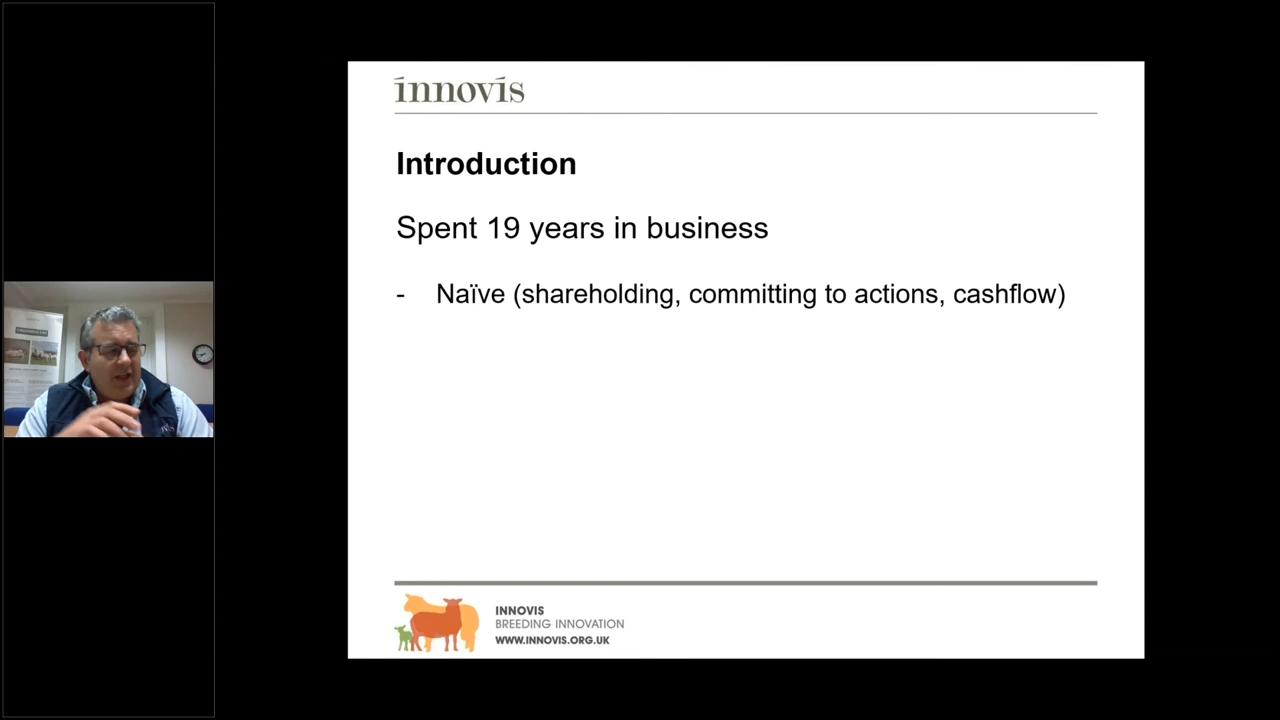 innovis
Introduction
Spent 19 years in business
- Naïve (shareholding, committing to actions, cashflow)
INNOVIS
BREEDING INNOVATION
WWW.INNOVIS.ORG.UK